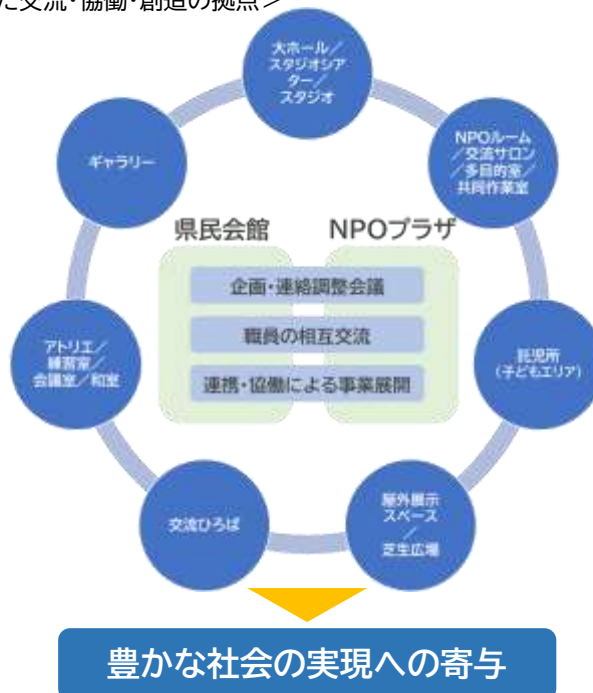 た交流・協働・創造の拠点＞
大ホール／
スタジオシア
ター／
スタジオ
NPOルーム
／交流サロン
／多目的室／
共同作業室
ギャラリー
県民会館
NPOプラザ
企画・連絡調整会議
職員の相互交流
連携・協働による事業展開
アトリエ／
練習室／
会議室／和室
託児所
（子どもエリア）
交流ひろば
屋外展示
スペース
／
芝生広場
豊かな社会の実現への寄与